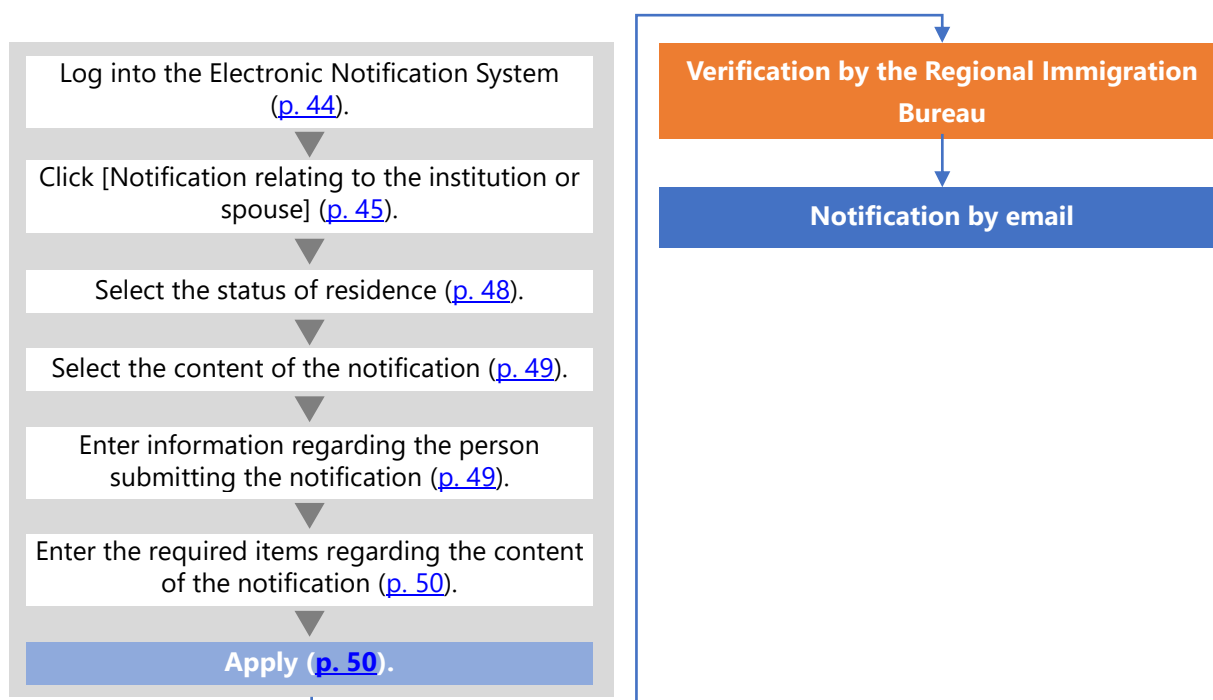 Log into the Electronic Notification System
(p. 44).
Click [Notification relating to the institution or
spouse] (p. 45).
Select the status of residence (p. 48).
Select the content of the notification (p. 49).
Enter information regarding the person
submitting the notification (p. 49).
Enter the required items regarding the content
of the notification (p. 50).
Apply (p. 50).
Verification by the Regional Immigration
Bureau
Notification by email